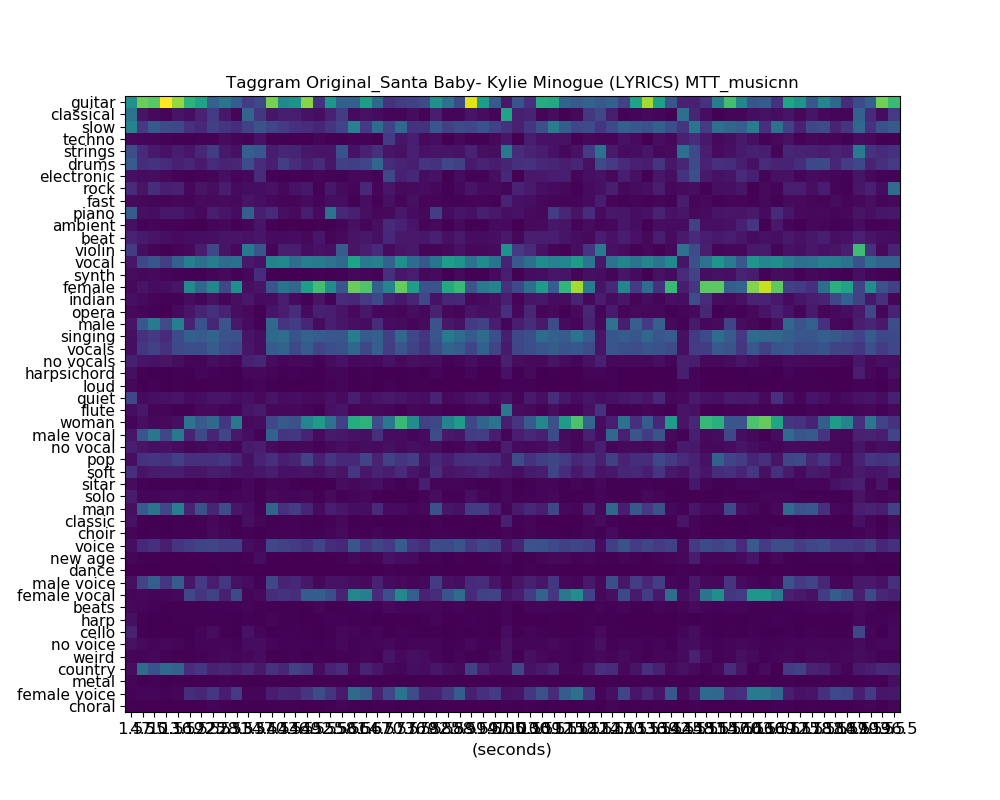 Taggram Original_Santa Baby- Kylie Minogue (LYRICS) MTT_musicnn
guitar
classical
slow
techno
strings
drums
electronic
rock
fast
piano
ambient
beat
violin
vocal
synth
female
indian
opera
male
singing
vocals
no vocals
harpsichord
loud
quiet
flute
woman
male vocal
no vocal
pop
soft
sitar
solo
man
classic
choir
voice
new age
dance
male voice
female vocal
beats
harp
cello
no voice
weird
country
metal
female voice
choral
(seconds)